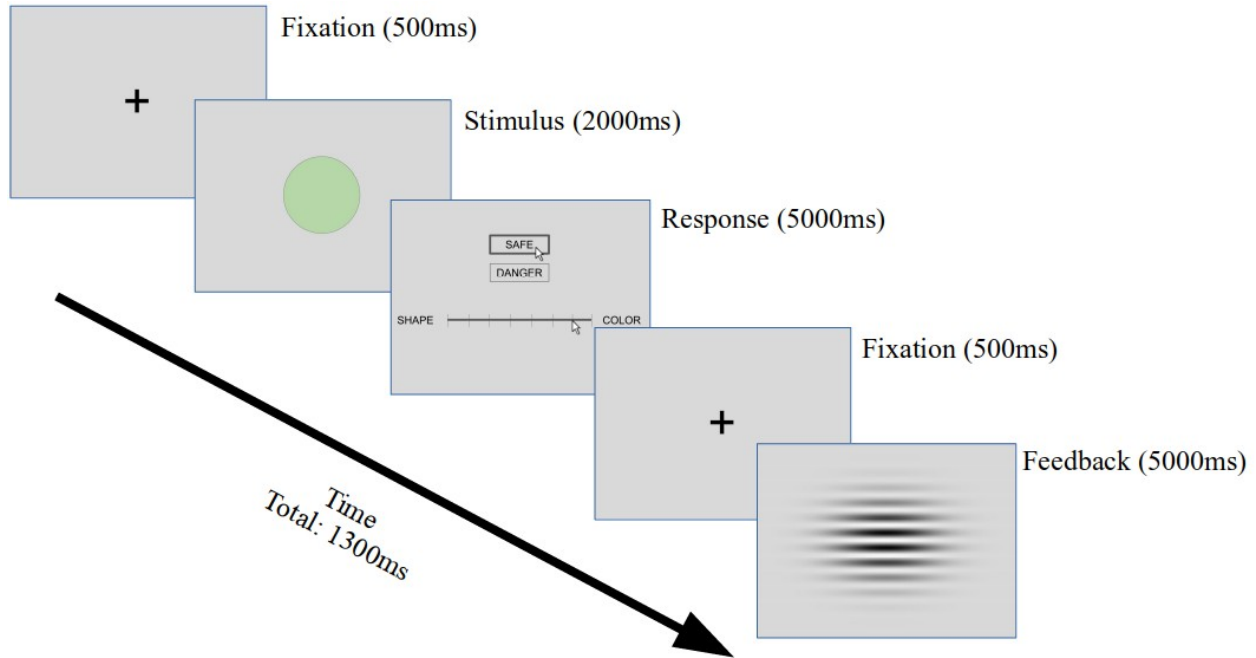 Fixation (500ms)
Stimulus (2000ms)
Response (5000ms)
SAFE
DANGER
SHAPE COLOR
Fixation (500ms)
Feedback (5000ms)
Time
Total: 1300ms